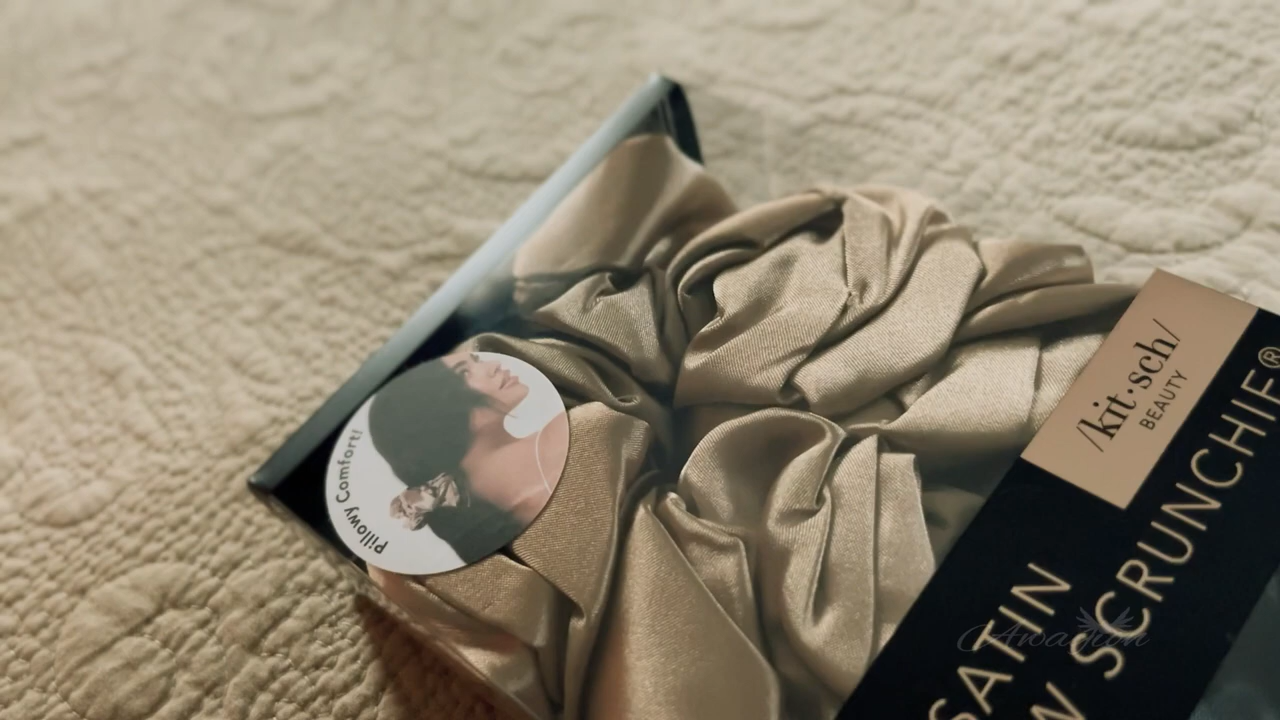 Pillowy Comfort!
/kit·sch/
BEAUTY
SATIN
W SCRUNCHIE®